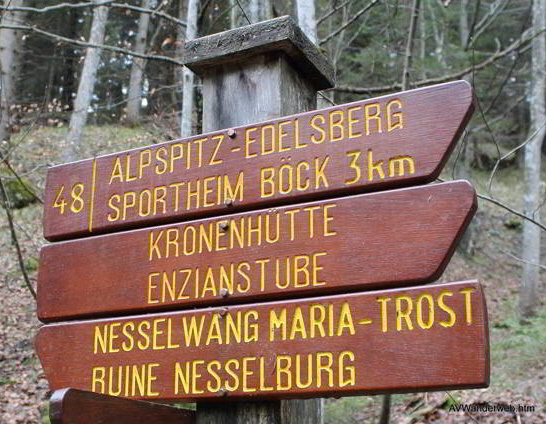 48 ALPSPITZ-EDELSBERG
SPORTHEIM BÖCK 3km
KRONENHÜTTE
ENZIANSTUBE
NESSELWANG MARIA-TROST
RUINE NESSELBURG
AVWanderweb.htm